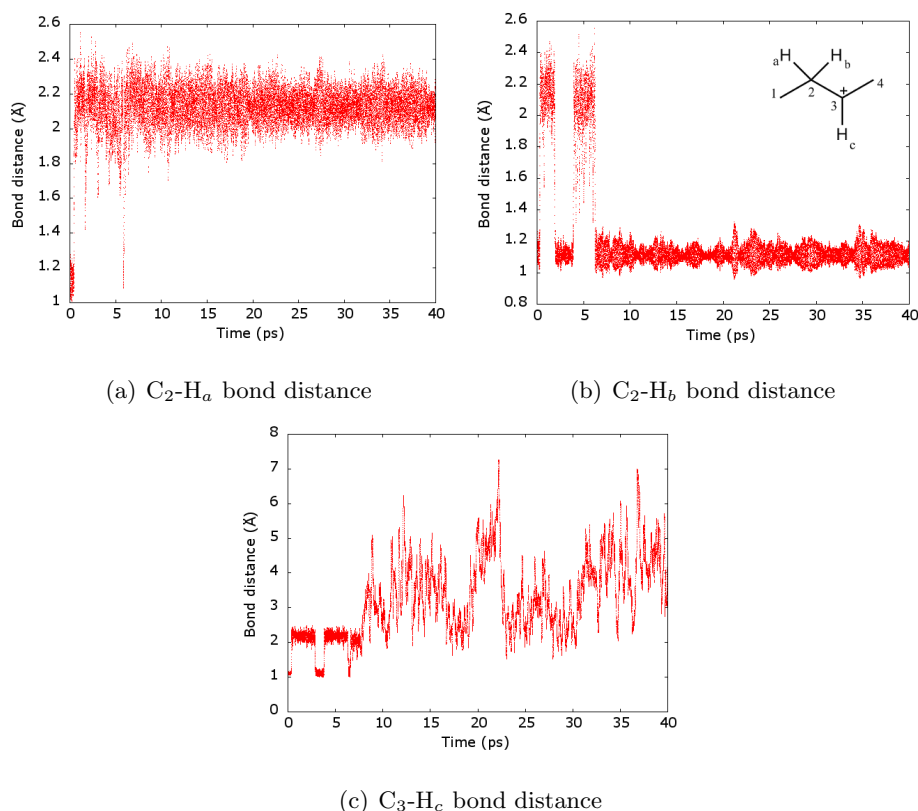 2.6
2.4
2.2
2
1.8
1.6
1.4
1.2
1
Bond distance (Å)
0 5 10 15 20 25 30 35 40
Time (ps)
(a) C₂-Hₐ bond distance
2.6
2.4
2.2
2
1.8
1.6
1.4
1.2
1
0.8
Bond distance (Å)
0 5 10 15 20 25 30 35 40
Time (ps)
H H
a b
1 2 3 + 4
H
c
(b) C₂-H_b bond distance
8
7
6
5
4
3
2
1
0
Bond distance (Å)
0 5 10 15 20 25 30 35 40
Time (ps)
(c) C₃-H_c bond distance